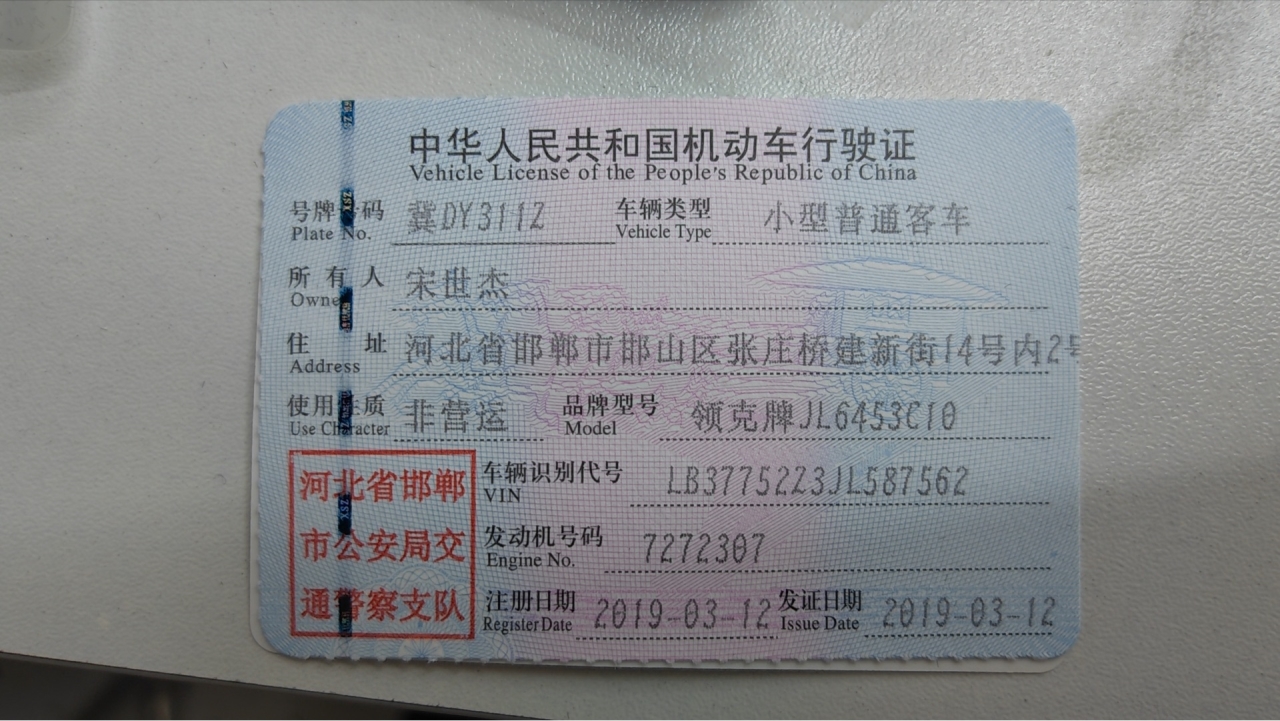 中华人民共和国机动车行驶证
Vehicle License of the People's Republic of China
号牌号码 冀DY311Z 车辆类型 小型普通客车
Plate No. Vehicle Type
所有人 宋世杰
Owner
住址 河北省邯郸市邯山区张庄桥建新街14号内2号
Address
使用性质 非营运 品牌型号 领克牌JL6453C10
Use Character Model
河北省邯郸
市公安局交
通警察支队
车辆识别代号 LB37752Z3JL587562
VIN
发动机号码 7272307
Engine No.
注册日期 2019-03-12 发证日期 2019-03-12
Register Date Issue Date